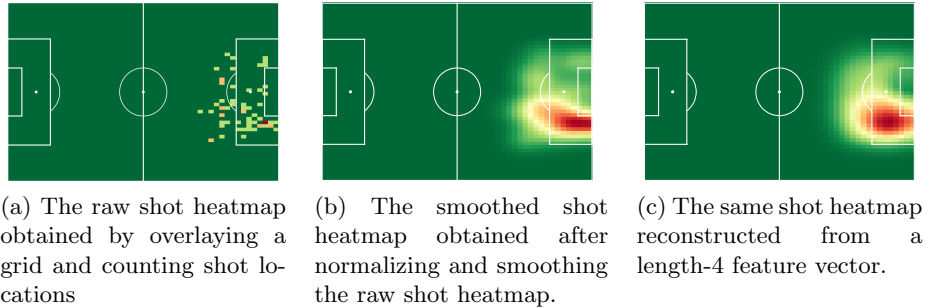 (a) The raw shot heatmap
obtained by overlaying a
grid and counting shot lo-
cations
(b) The smoothed shot
heatmap obtained after
normalizing and smoothing
the raw shot heatmap.
(c) The same shot heatmap
reconstructed from a
length-4 feature vector.